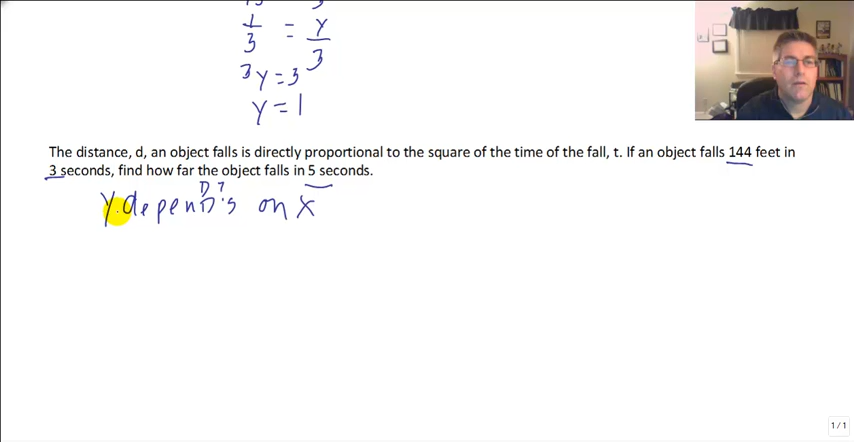 1/3 = y/3
3y = 3
y = 1
The distance, d, an object falls is directly proportional to the square of the time of the fall, t. If an object falls 144 feet in
3 seconds, find how far the object falls in 5 seconds.
D ?
y depenD's on x
1 / 1